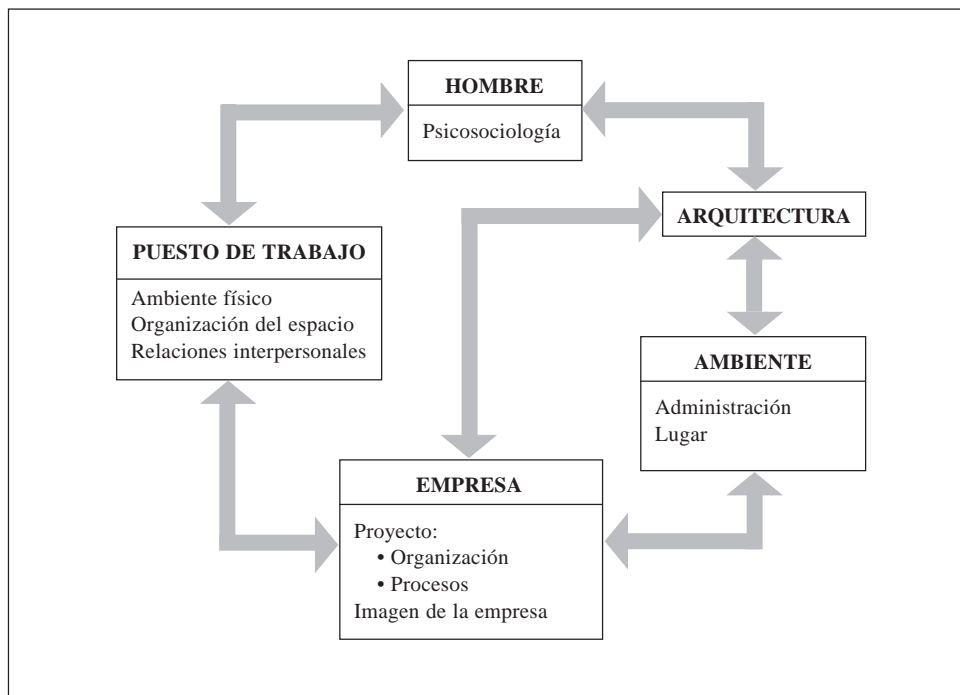 HOMBRE
Psicosociología
ARQUITECTURA
PUESTO DE TRABAJO
Ambiente físico
Organización del espacio
Relaciones interpersonales
AMBIENTE
Administración
Lugar
EMPRESA
Proyecto:
• Organización
• Procesos
Imagen de la empresa